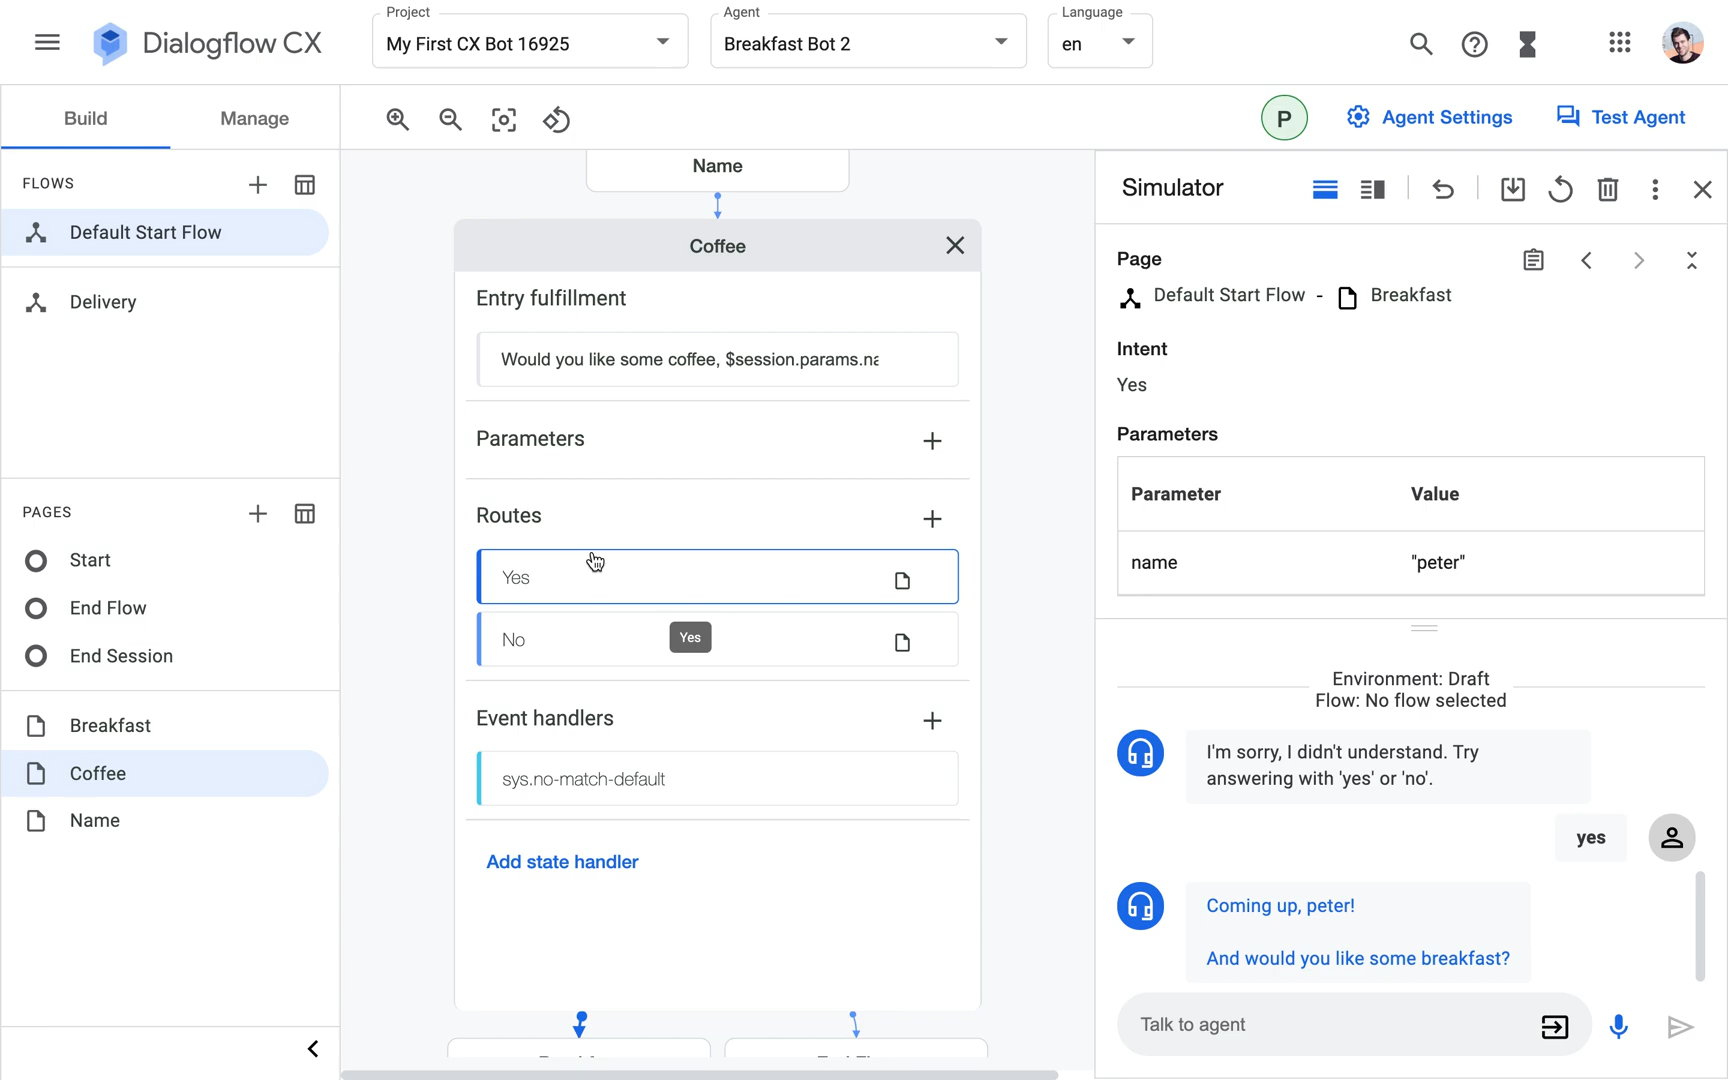 Dialogflow CX
Project
My First CX Bot 16925
Agent
Breakfast Bot 2
Language
en
Build
Manage
P
Agent Settings
Test Agent
FLOWS
Default Start Flow
Delivery
PAGES
Start
End Flow
End Session
Breakfast
Coffee
Name
Name
Coffee
Entry fulfillment
Would you like some coffee, $session.params.na
Parameters
Routes
Yes
No
Yes
Event handlers
sys.no-match-default
Add state handler
Simulator
Page
Default Start Flow - Breakfast
Intent
Yes
Parameters
Parameter Value
name "peter"
Environment: Draft
Flow: No flow selected
I'm sorry, I didn't understand. Try
answering with 'yes' or 'no'.
yes
Coming up, peter!
And would you like some breakfast?
Talk to agent